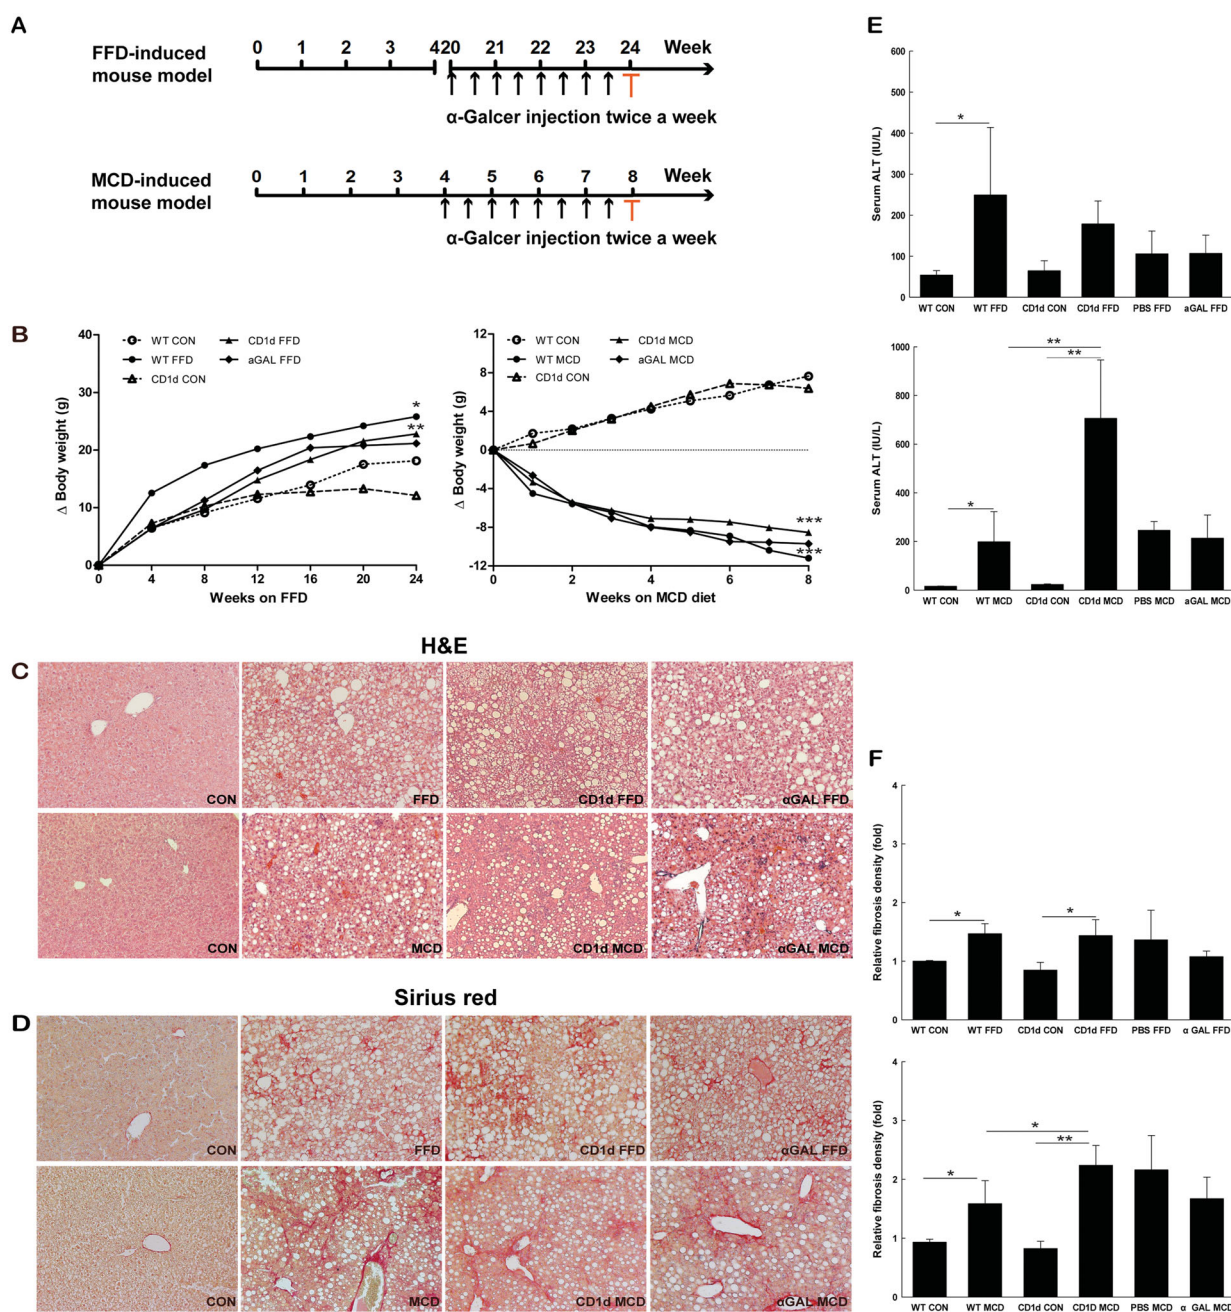 A
FFD-induced
mouse model
0 1 2 3 4 20 21 22 23 24 Week
α-Galcer injection twice a week
MCD-induced
mouse model
0 1 2 3 4 5 6 7 8 Week
α-Galcer injection twice a week
B
Δ Body weight (g)
40
30
20
10
0
WT CON
WT FFD
CD1d CON
CD1d FFD
aGAL FFD
*
**
0 4 8 12 16 20 24
Weeks on FFD
Δ Body weight (g)
12
8
4
0
-4
-8
-12
WT CON
WT MCD
CD1d CON
CD1d MCD
aGAL MCD
***
***
0 2 4 6 8
Weeks on MCD diet
H&E
C
CON FFD CD1d FFD αGAL FFD
CON MCD CD1d MCD αGAL MCD
Sirius red
D
CON FFD CD1d FFD αGAL FFD
CON MCD CD1d MCD αGAL MCD
E
Serum ALT (IU/L)
600
500
400
300
200
100
00
*
WT CON WT FFD CD1d CON CD1d FFD PBS FFD aGAL FFD
Serum ALT (IU/L)
1000
800
600
400
200
0
**
**
*
WT CON WT MCD CD1d CON CD1d MCD PBS MCD aGAL MCD
F
Relative fibrosis density (fold)
4
3
2
1
0
* *
WT CON WT FFD CD1d CON CD1d FFD PBS FFD α GAL FFD
Relative fibrosis density (fold)
4
3
2
1
0
*
**
*
WT CON WT MCD CD1d CON CD1D MCD PBS MCD α GAL MCD